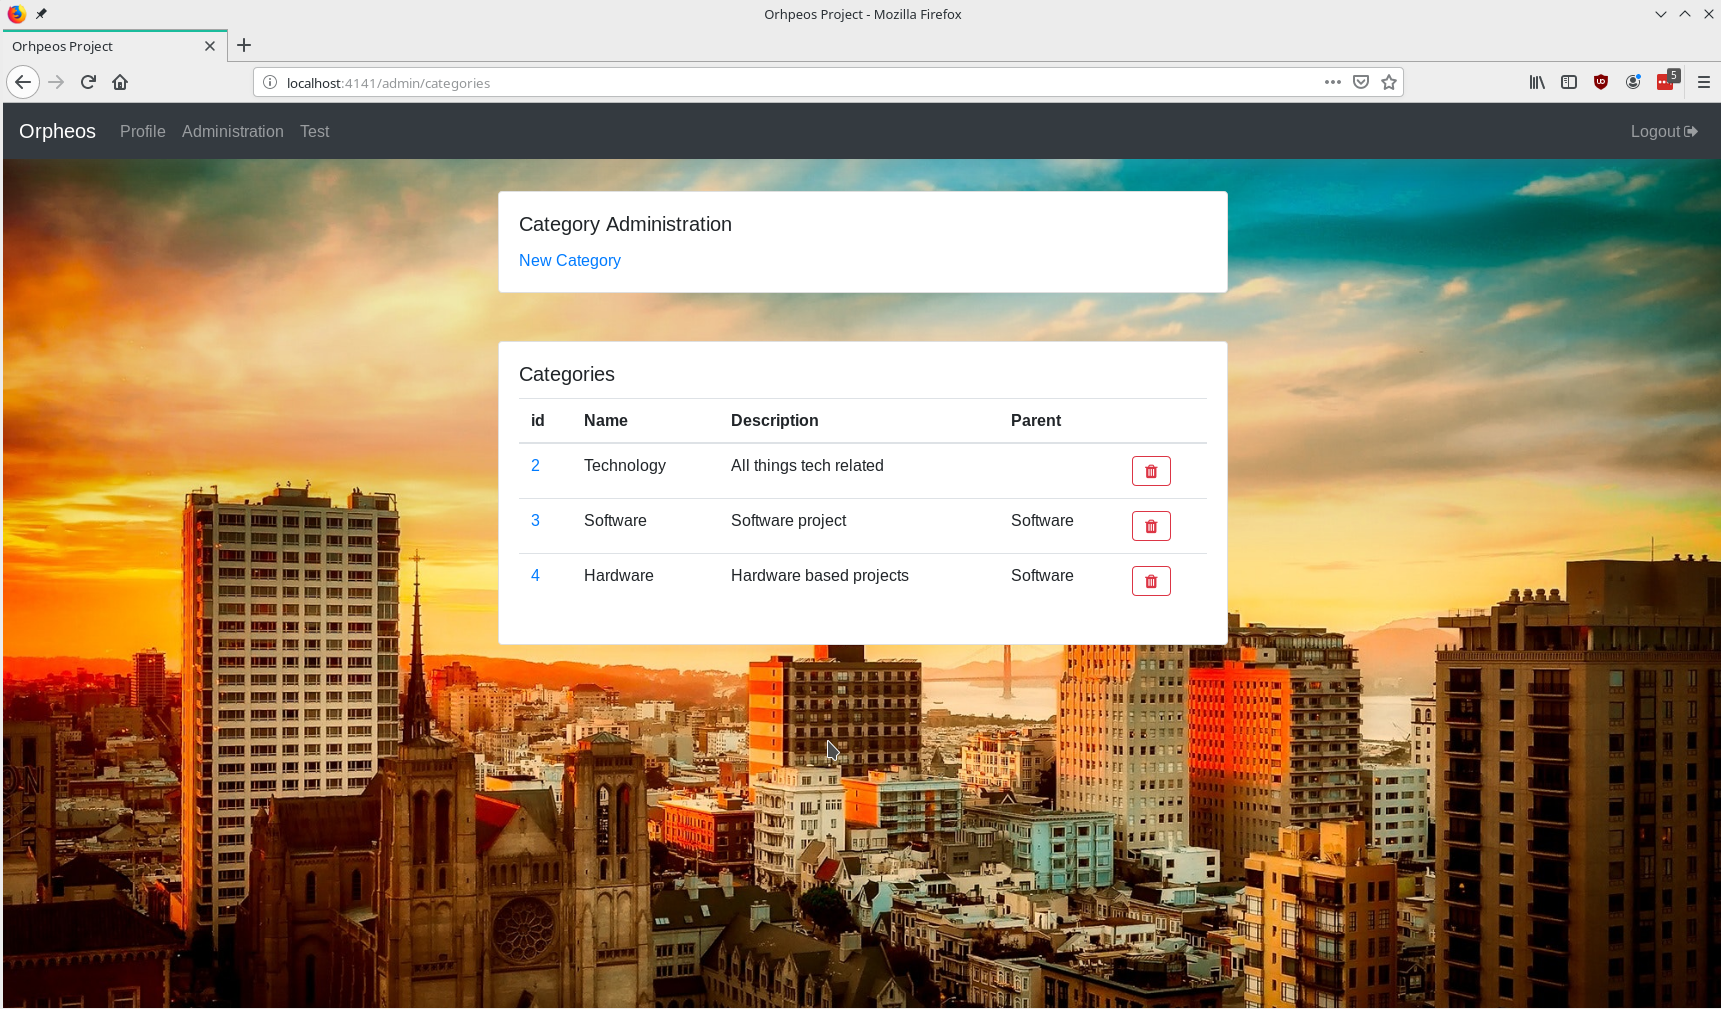 Orhpeos Project - Mozilla Firefox
Orhpeos Project
localhost:4141/admin/categories
5
Orpheos Profile Administration Test Logout
Category Administration
New Category
Categories
id Name Description Parent
2 Technology All things tech related
3 Software Software project Software
4 Hardware Hardware based projects Software